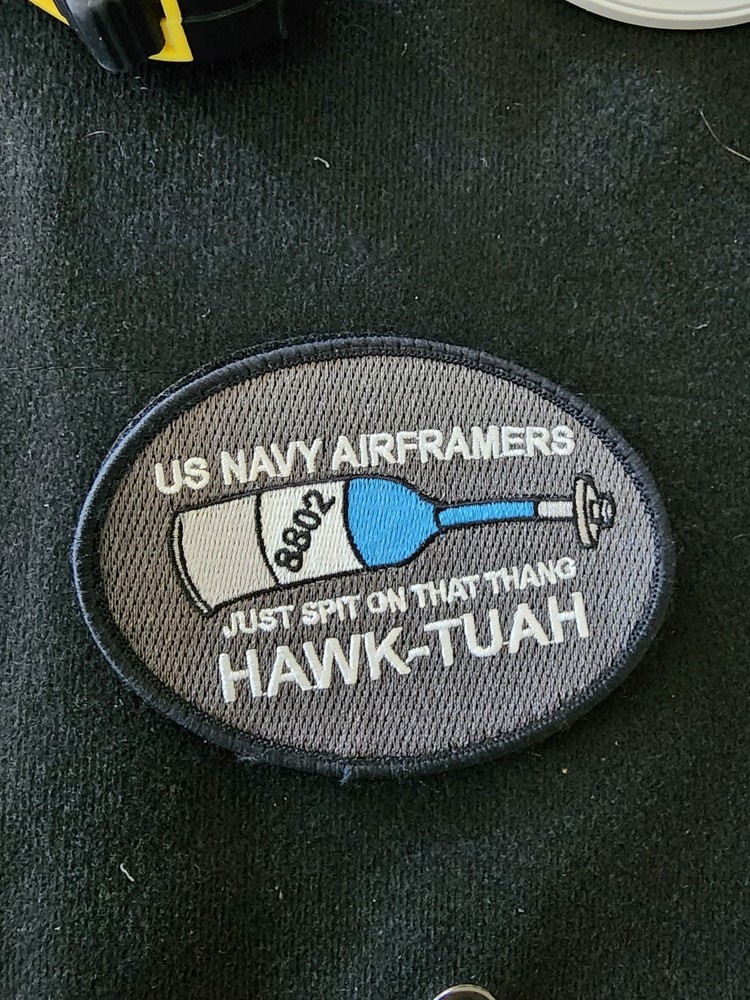 US NAVY AIRFRAMERS
8802
JUST SPIT ON THAT THANG
HAWK-TUAH